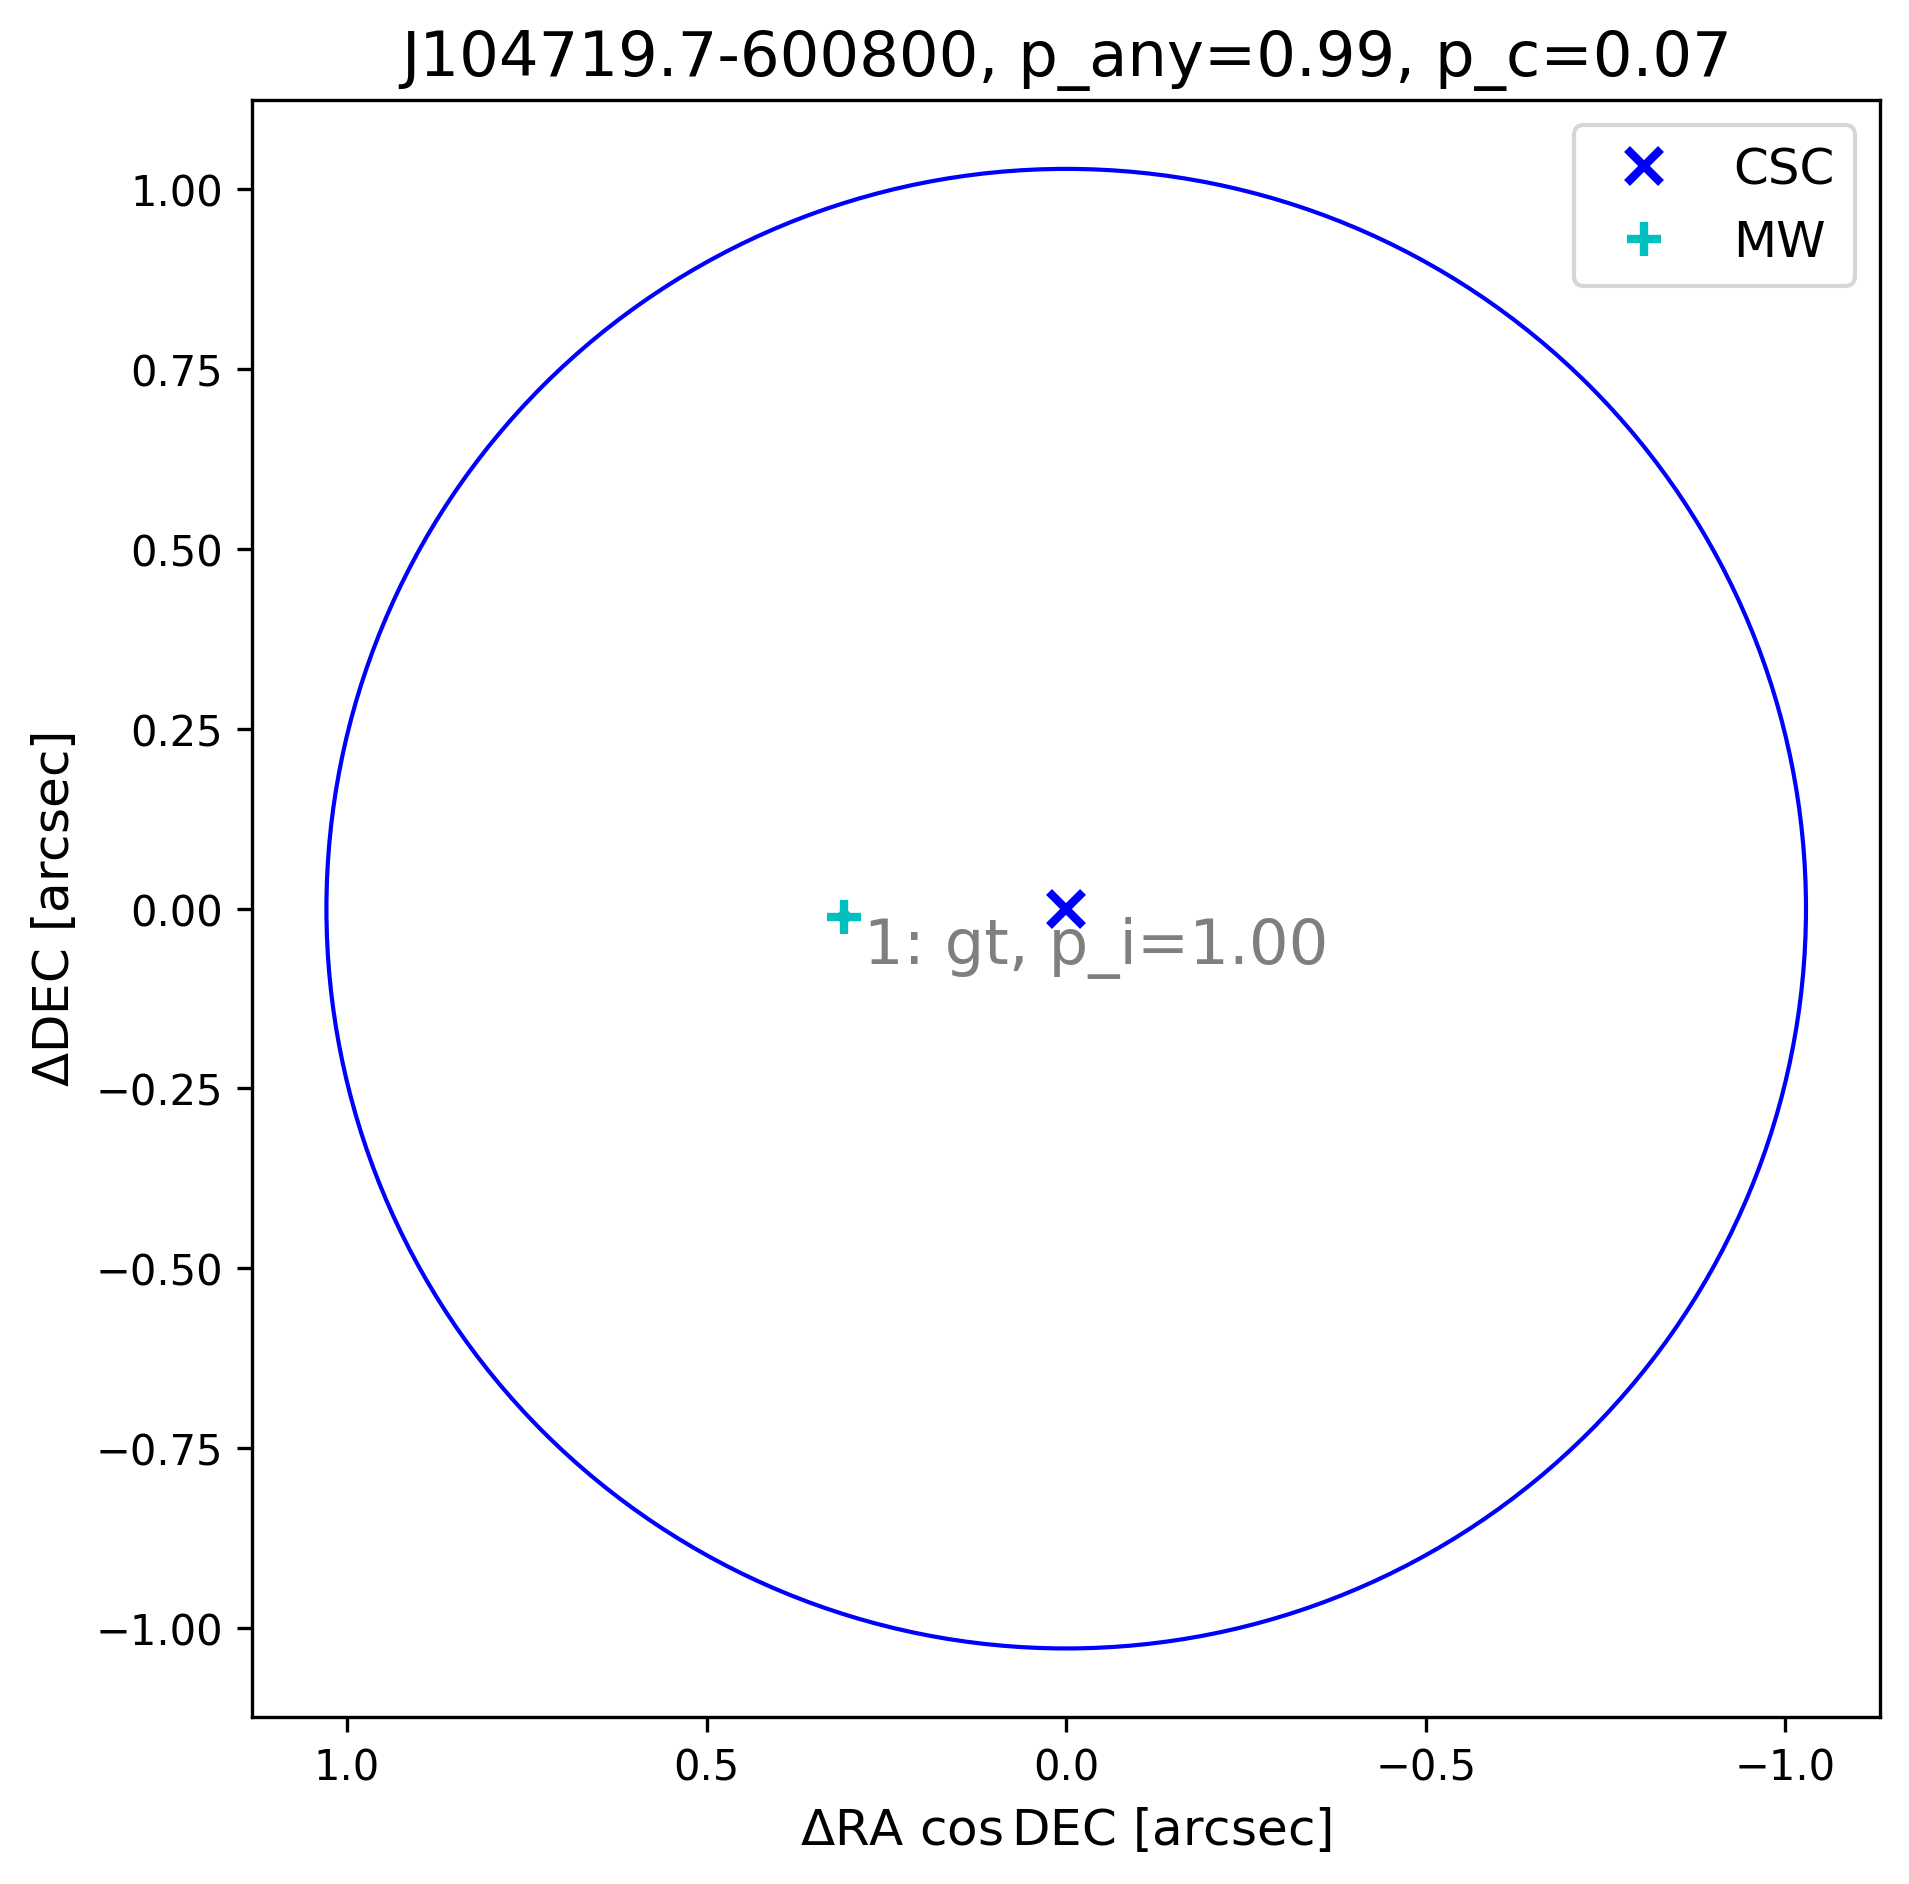 J104719.7-600800, p_any=0.99, p_c=0.07
CSC
MW
1.00
0.75
0.50
0.25
0.00
−0.25
−0.50
−0.75
−1.00
ΔDEC [arcsec]
1: gt, p_i=1.00
1.0 0.5 0.0 −0.5 −1.0
ΔRA cos DEC [arcsec]